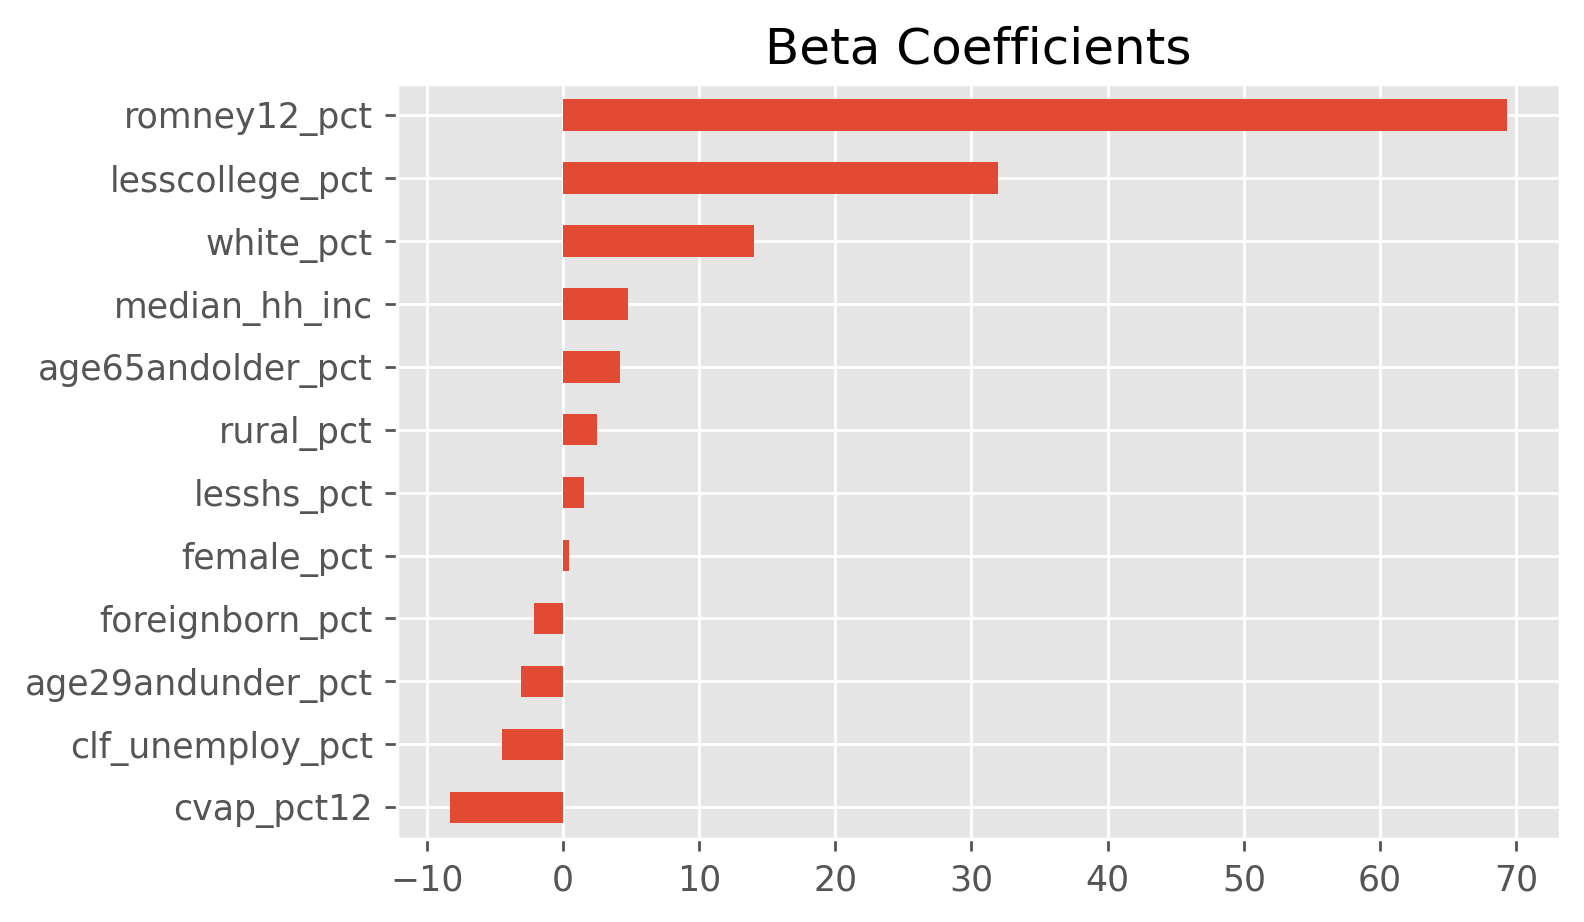 Beta Coefficients
romney12_pct
lesscollege_pct
white_pct
median_hh_inc
age65andolder_pct
rural_pct
lesshs_pct
female_pct
foreignborn_pct
age29andunder_pct
clf_unemploy_pct
cvap_pct12
−10 0 10 20 30 40 50 60 70